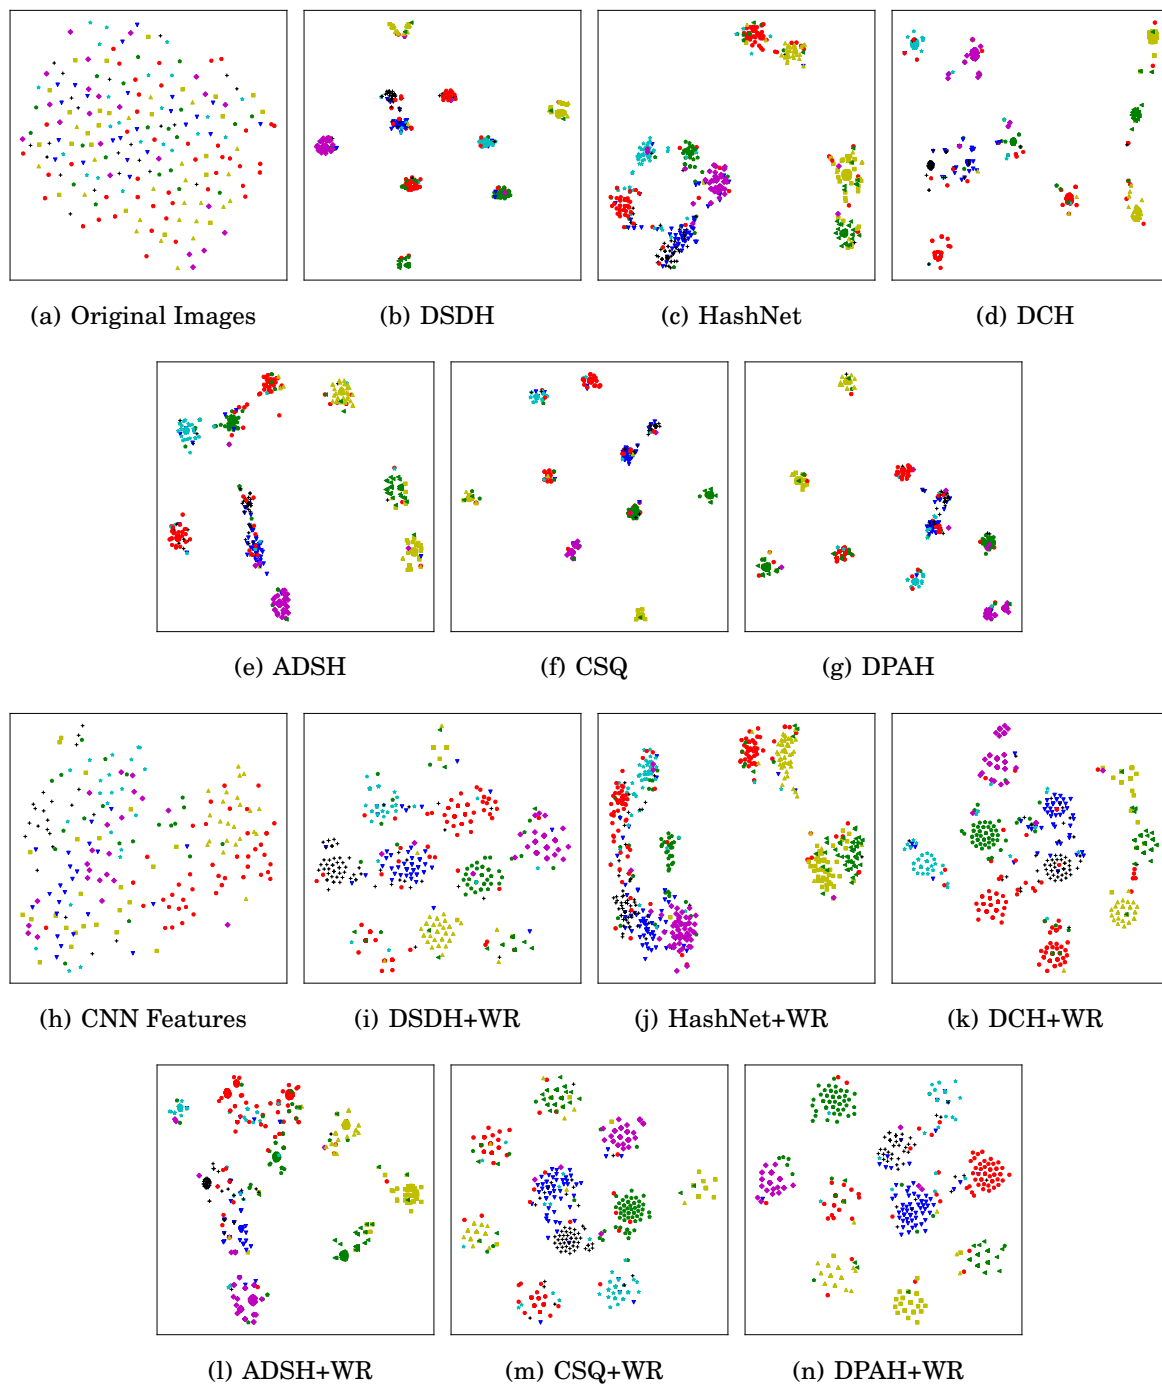 (a) Original Images
(b) DSDH
(c) HashNet
(d) DCH
(e) ADSH
(f) CSQ
(g) DPAH
(h) CNN Features
(i) DSDH+WR
(j) HashNet+WR
(k) DCH+WR
(l) ADSH+WR
(m) CSQ+WR
(n) DPAH+WR